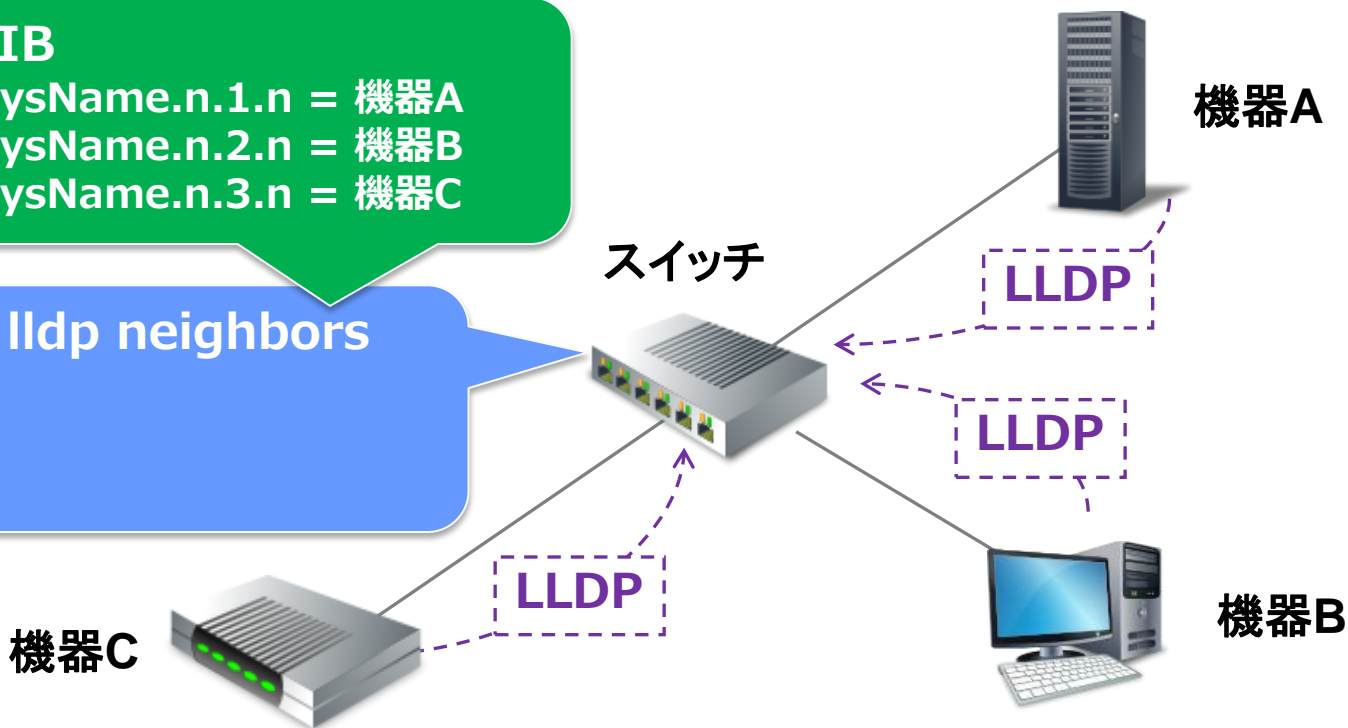 IB
ysName.n.1.n = 機器A
ysName.n.2.n = 機器B
ysName.n.3.n = 機器C
機器A
スイッチ
LLDP
lldp neighbors
LLDP
LLDP
機器B
機器C